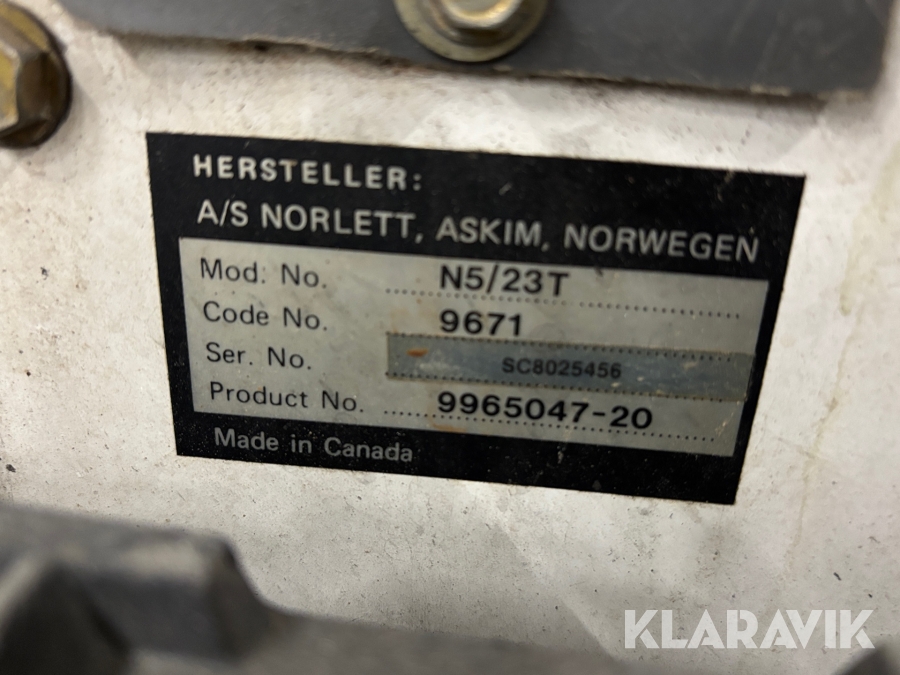 HERSTELLER:
A/S NORLETT, ASKIM, NORWEGEN
Mod. No. N5/23T
Code No. 9671
Ser. No. SC8025456
Product No. 9965047-20
Made in Canada
KLARAVIK